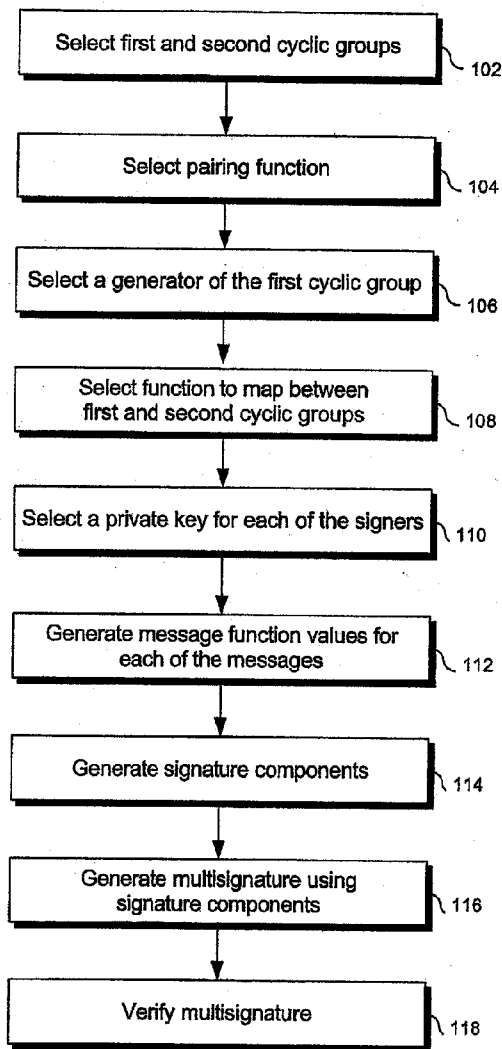 Select first and second cyclic groups
102
Select pairing function
104
Select a generator of the first cyclic group
106
Select function to map between
first and second cyclic groups
108
Select a private key for each of the signers
110
Generate message function values for
each of the messages
112
Generate signature components
114
Generate multisignature using
signature components
116
Verify multisignature
118